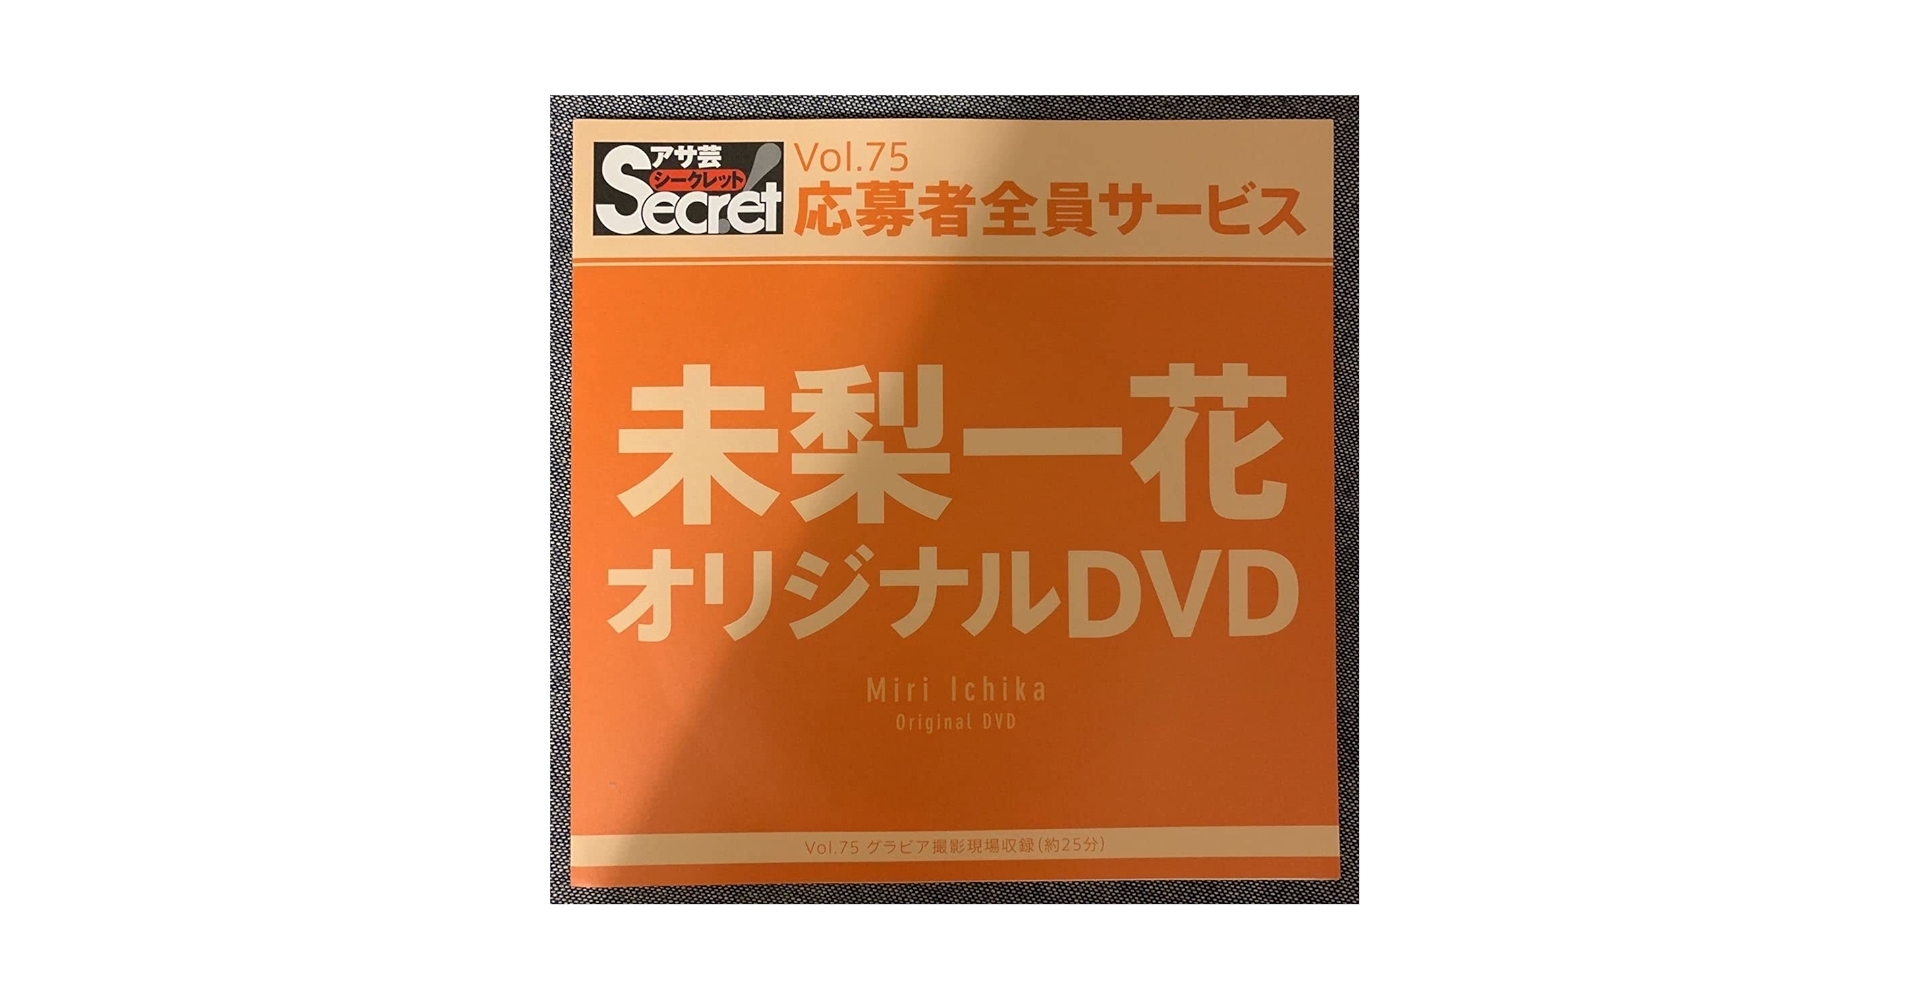 アサ芸
シークレット
Secret!
Vol.75
応募者全員サービス
未梨一花
オリジナルDVD
Miri Ichika
Original DVD
Vol.75 グラビア撮影現場収録(約25分)